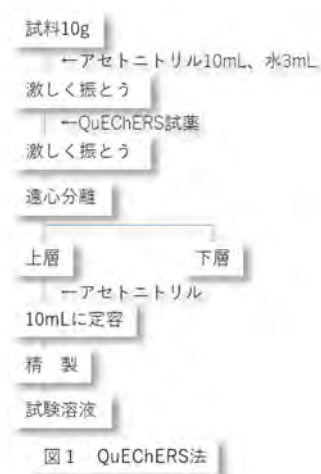 試料10g
←アセトニトリル10mL、水3mL
激しく振とう
←QuEChERS試薬
激しく振とう
遠心分離
上層 下層
←アセトニトリル
10mLに定容
精 製
試験溶液
図1 QuEChERS法